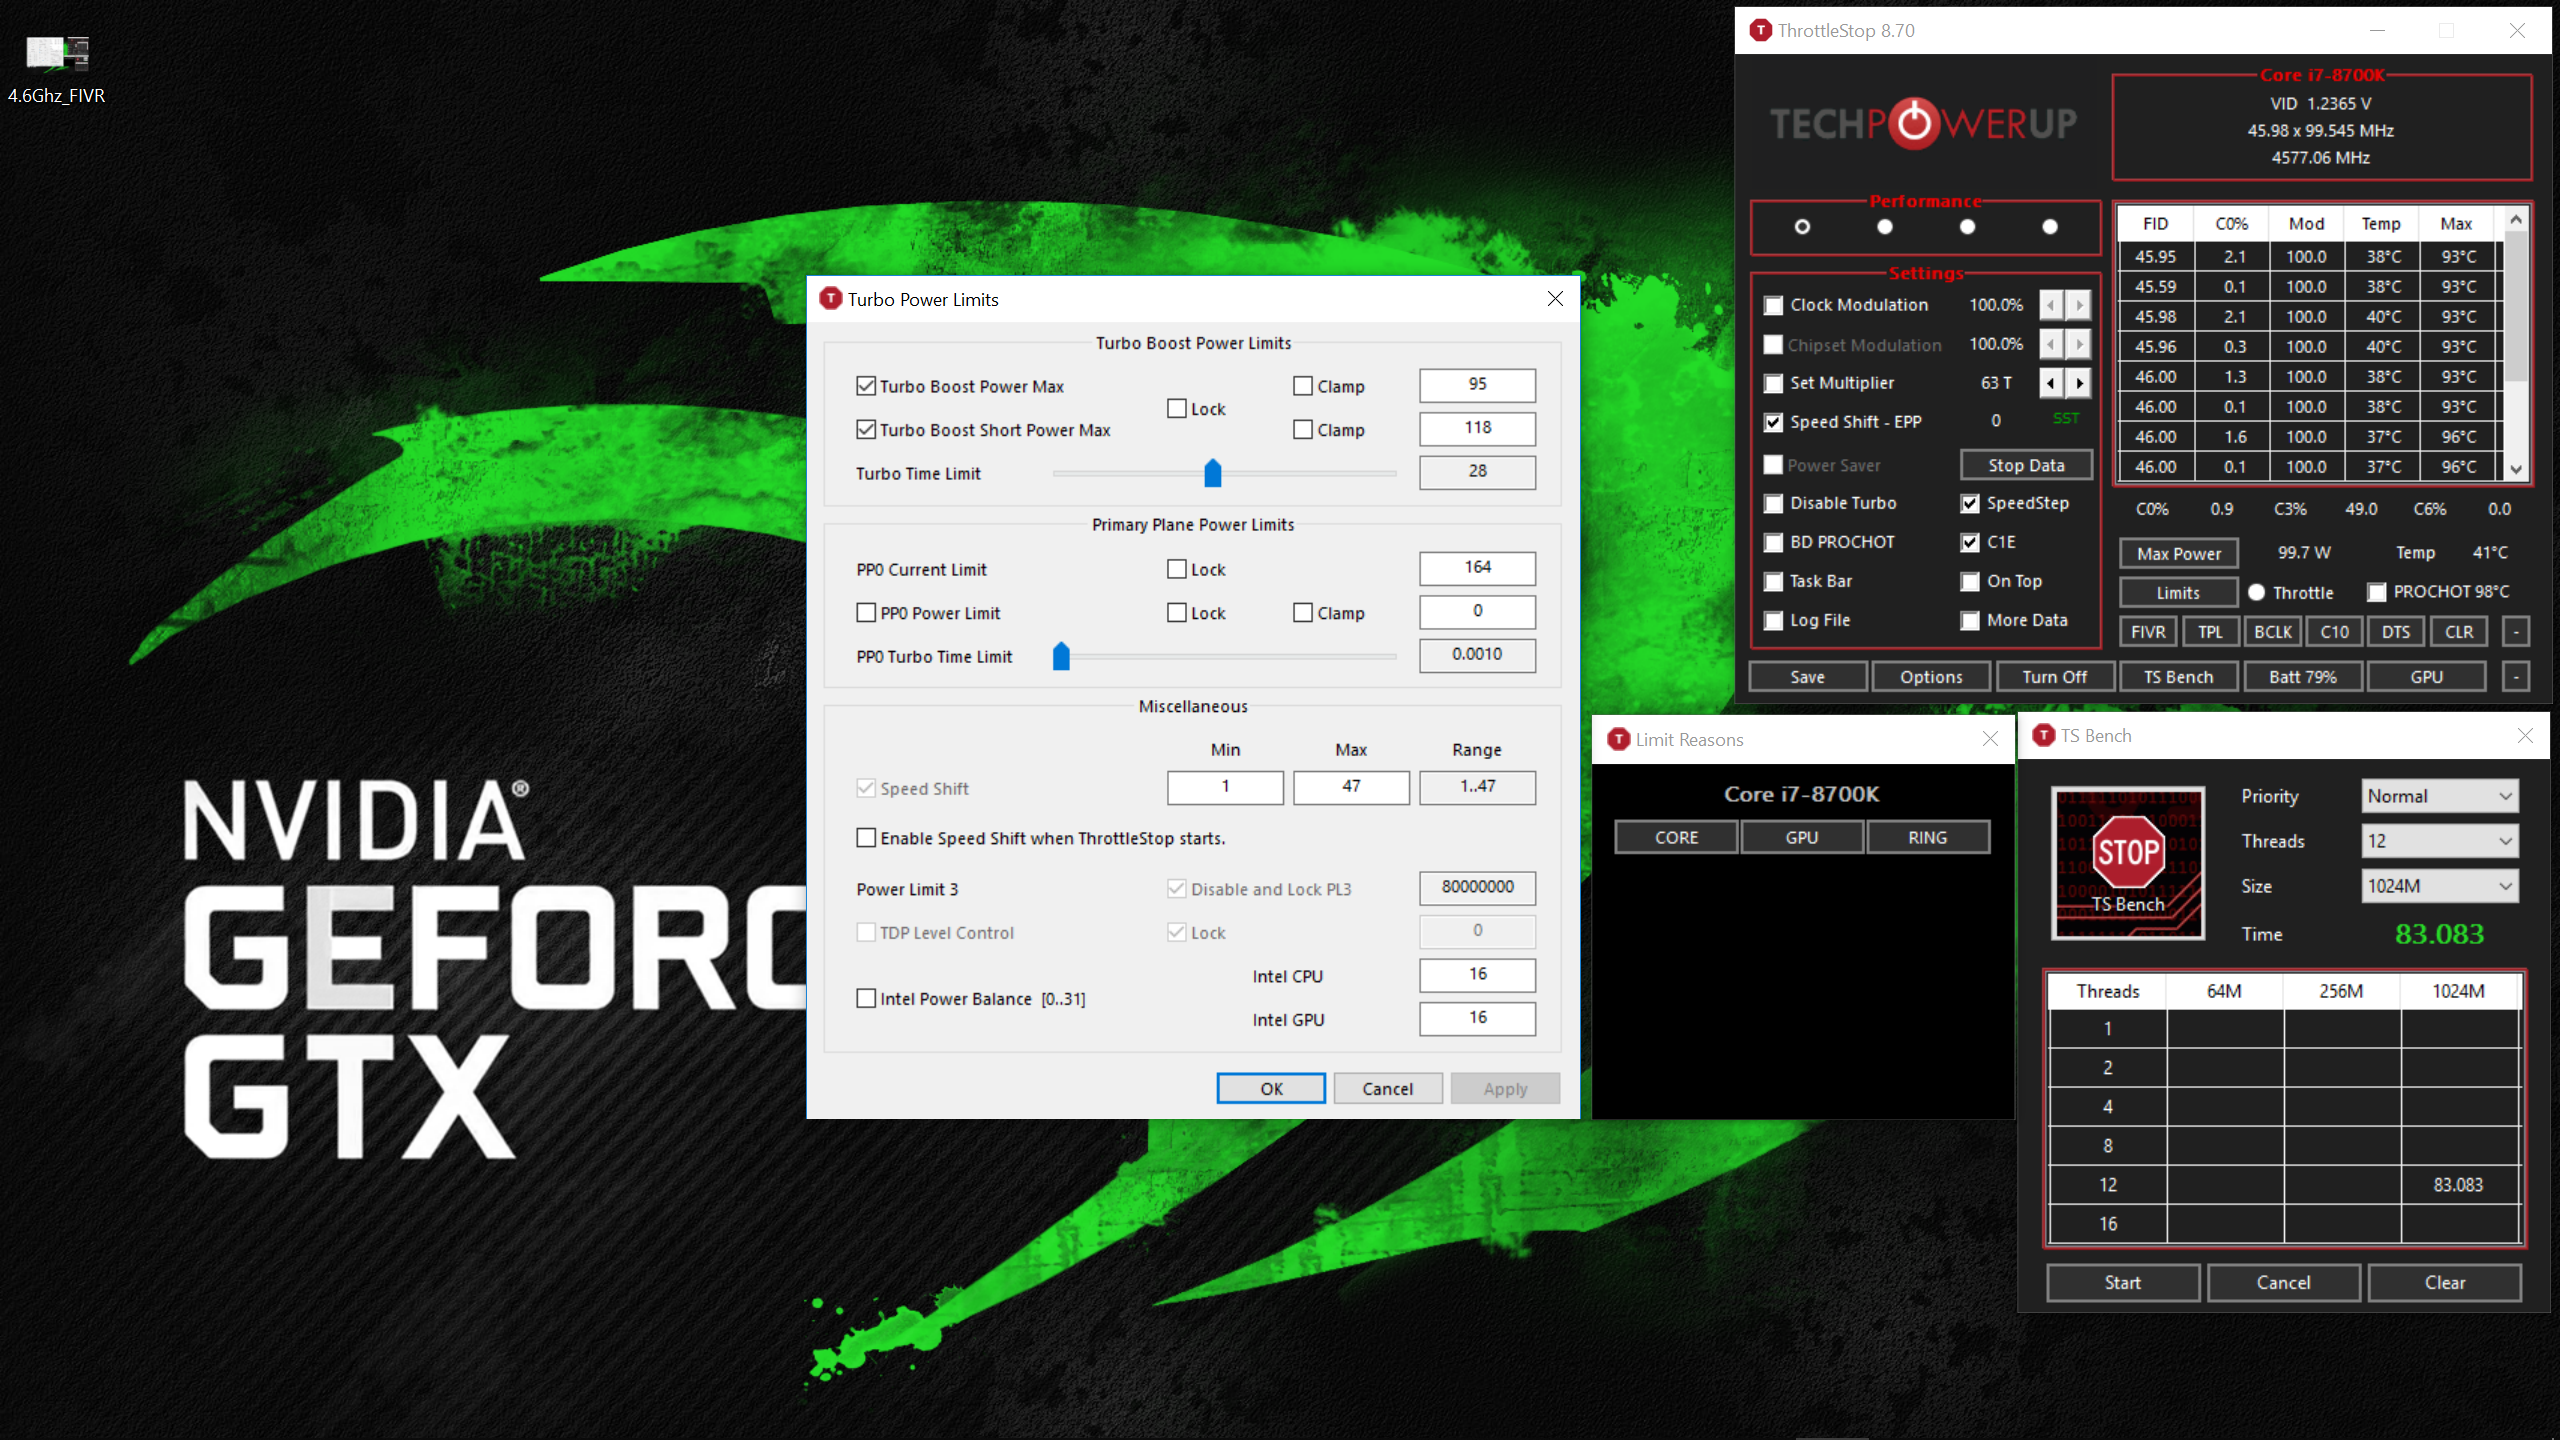 4.6Ghz_FIVR
NVIDIA®
GEFORC
GTX
Turbo Power Limits
Turbo Boost Power Limits
Turbo Boost Power Max Lock Clamp 95
Turbo Boost Short Power Max Clamp 118
Turbo Time Limit 28
Primary Plane Power Limits
PP0 Current Limit Lock 164
PP0 Power Limit Lock Clamp 0
PP0 Turbo Time Limit 0.0010
Miscellaneous
Min Max Range
Speed Shift 1 47 1..47
Enable Speed Shift when ThrottleStop starts.
Power Limit 3 Disable and Lock PL3 80000000
TDP Level Control Lock 0
Intel CPU 16
Intel Power Balance [0..31]
Intel GPU 16
OK Cancel Apply
ThrottleStop 8.70
TECHPOWERUP
Core i7-8700K
VID 1.2365 V
45.98 x 99.545 MHz
4577.06 MHz
Performance
Settings
Clock Modulation 100.0%
Chipset Modulation 100.0%
Set Multiplier 63 T
Speed Shift - EPP 0 SST
Power Saver Stop Data
Disable Turbo SpeedStep
BD PROCHOT C1E
Task Bar On Top
Log File More Data
Save Options Turn Off
FID C0% Mod Temp Max
45.95 2.1 100.0 38°C 93°C
45.59 0.1 100.0 38°C 93°C
45.98 2.1 100.0 40°C 93°C
45.96 0.3 100.0 40°C 93°C
46.00 1.3 100.0 38°C 93°C
46.00 0.1 100.0 38°C 93°C
46.00 1.6 100.0 37°C 96°C
46.00 0.1 100.0 37°C 96°C
C0% 0.9 C3% 49.0 C6% 0.0
Max Power 99.7 W Temp 41°C
Limits Throttle PROCHOT 98°C
FIVR TPL BCLK C10 DTS CLR -
TS Bench Batt 79% GPU -
Limit Reasons
Core i7-8700K
CORE GPU RING
TS Bench
STOP
TS Bench
Priority Normal
Threads 12
Size 1024M
Time 83.083
Threads 64M 256M 1024M
1
2
4
8
12 83.083
16
Start Cancel Clear